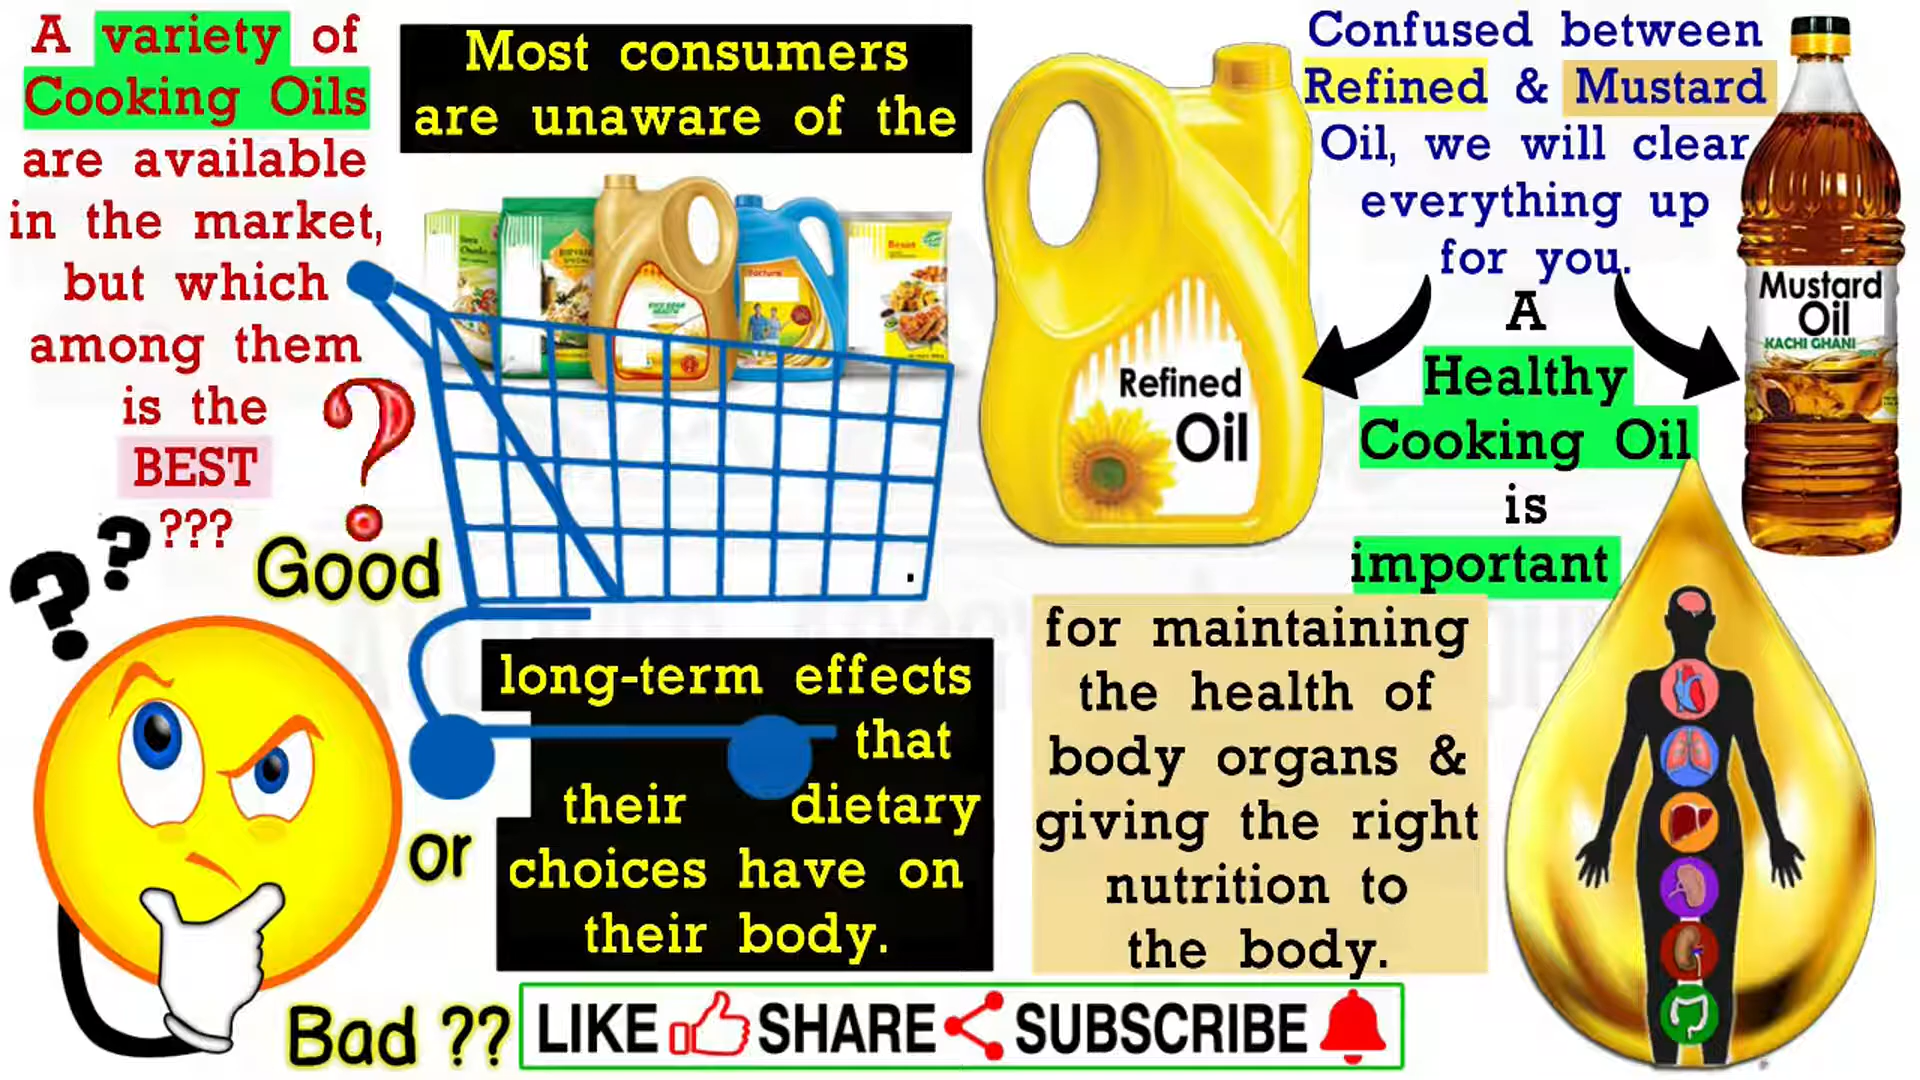 A variety of
Cooking Oils
are available
in the market,
but which
among them
is the
BEST
???
Good
or
Bad ??
Most consumers
are unaware of the
long-term effects
that
their dietary
choices have on
their body.
Refined
Oil
Confused between
Refined & Mustard
Oil, we will clear
everything up
for you.
Mustard
Oil
KACHI GHANI
A
Healthy
Cooking Oil
is
important
for maintaining
the health of
body organs &
giving the right
nutrition to
the body.
LIKE SHARE SUBSCRIBE